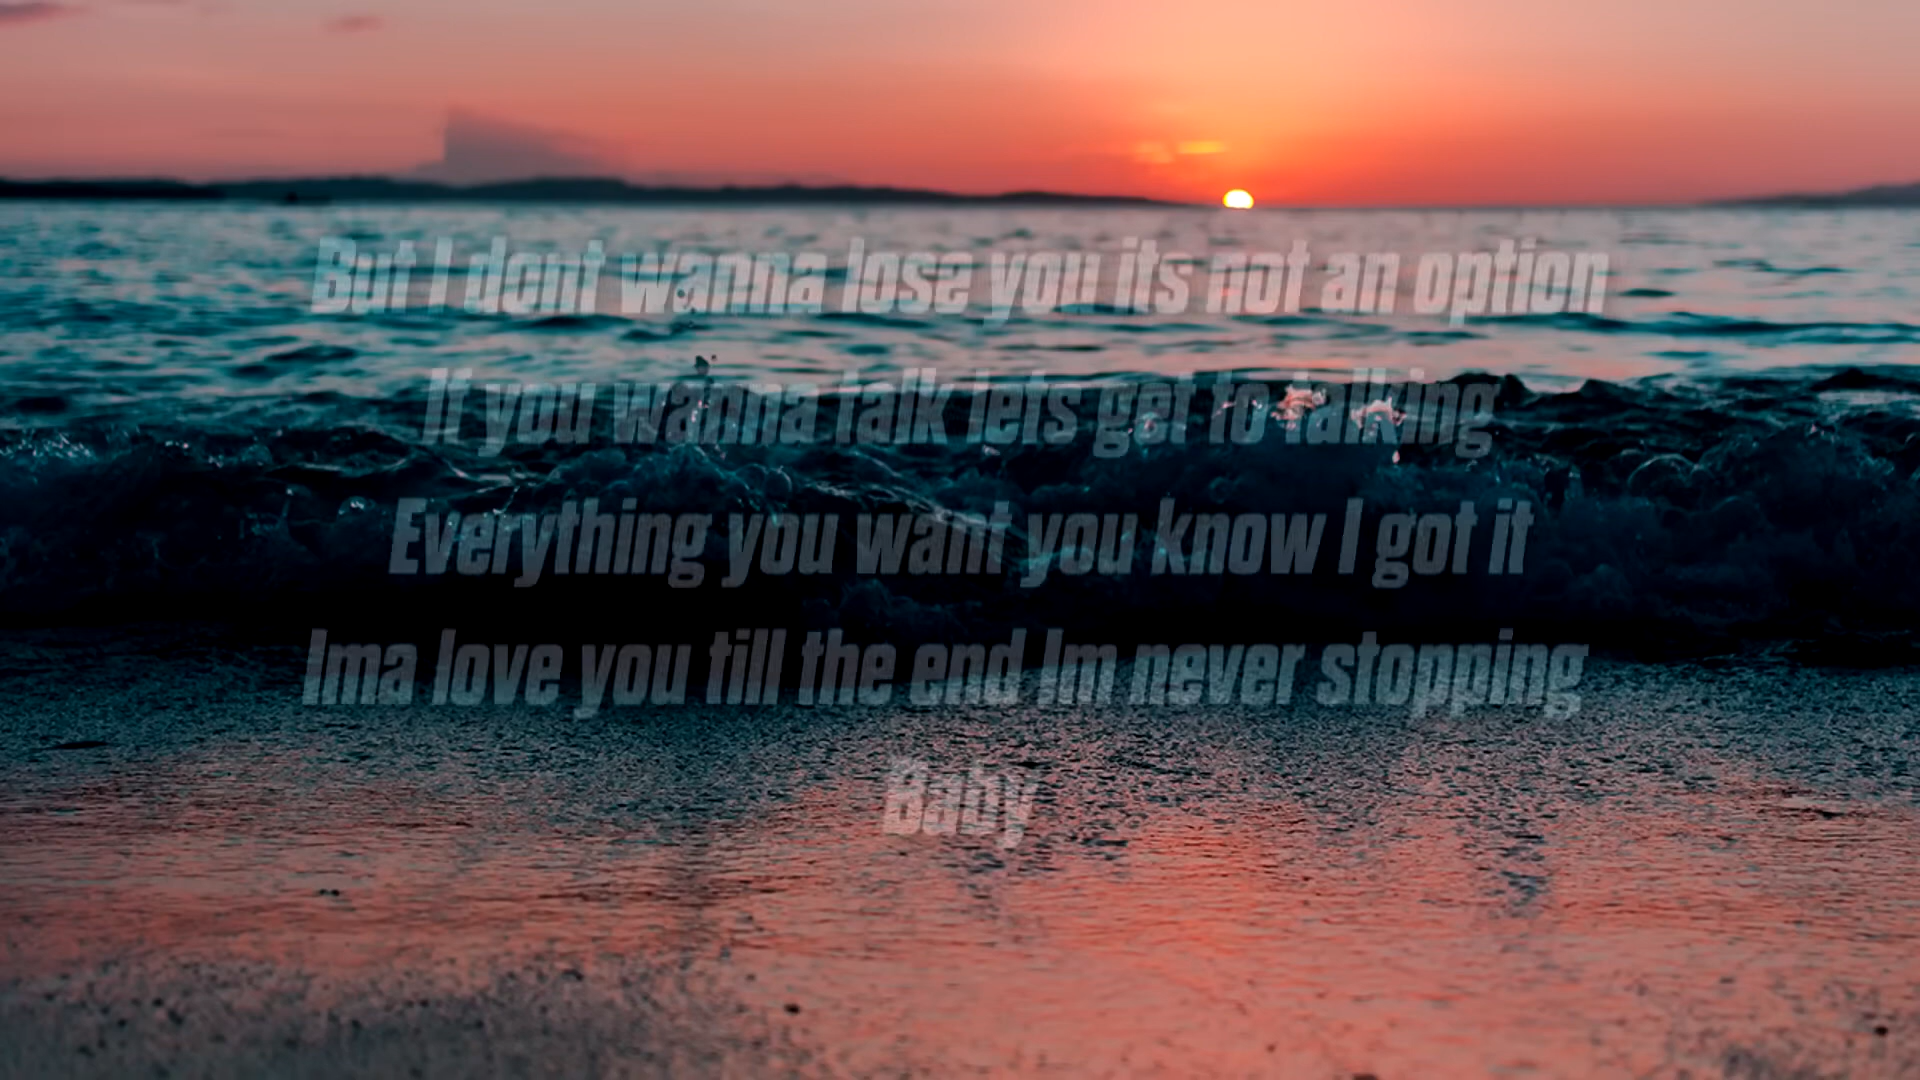 But I dont wanna lose you its not an option
If you wanna talk lets get to talking
Everything you want you know I got it
Ima love you till the end Im never stopping
Baby